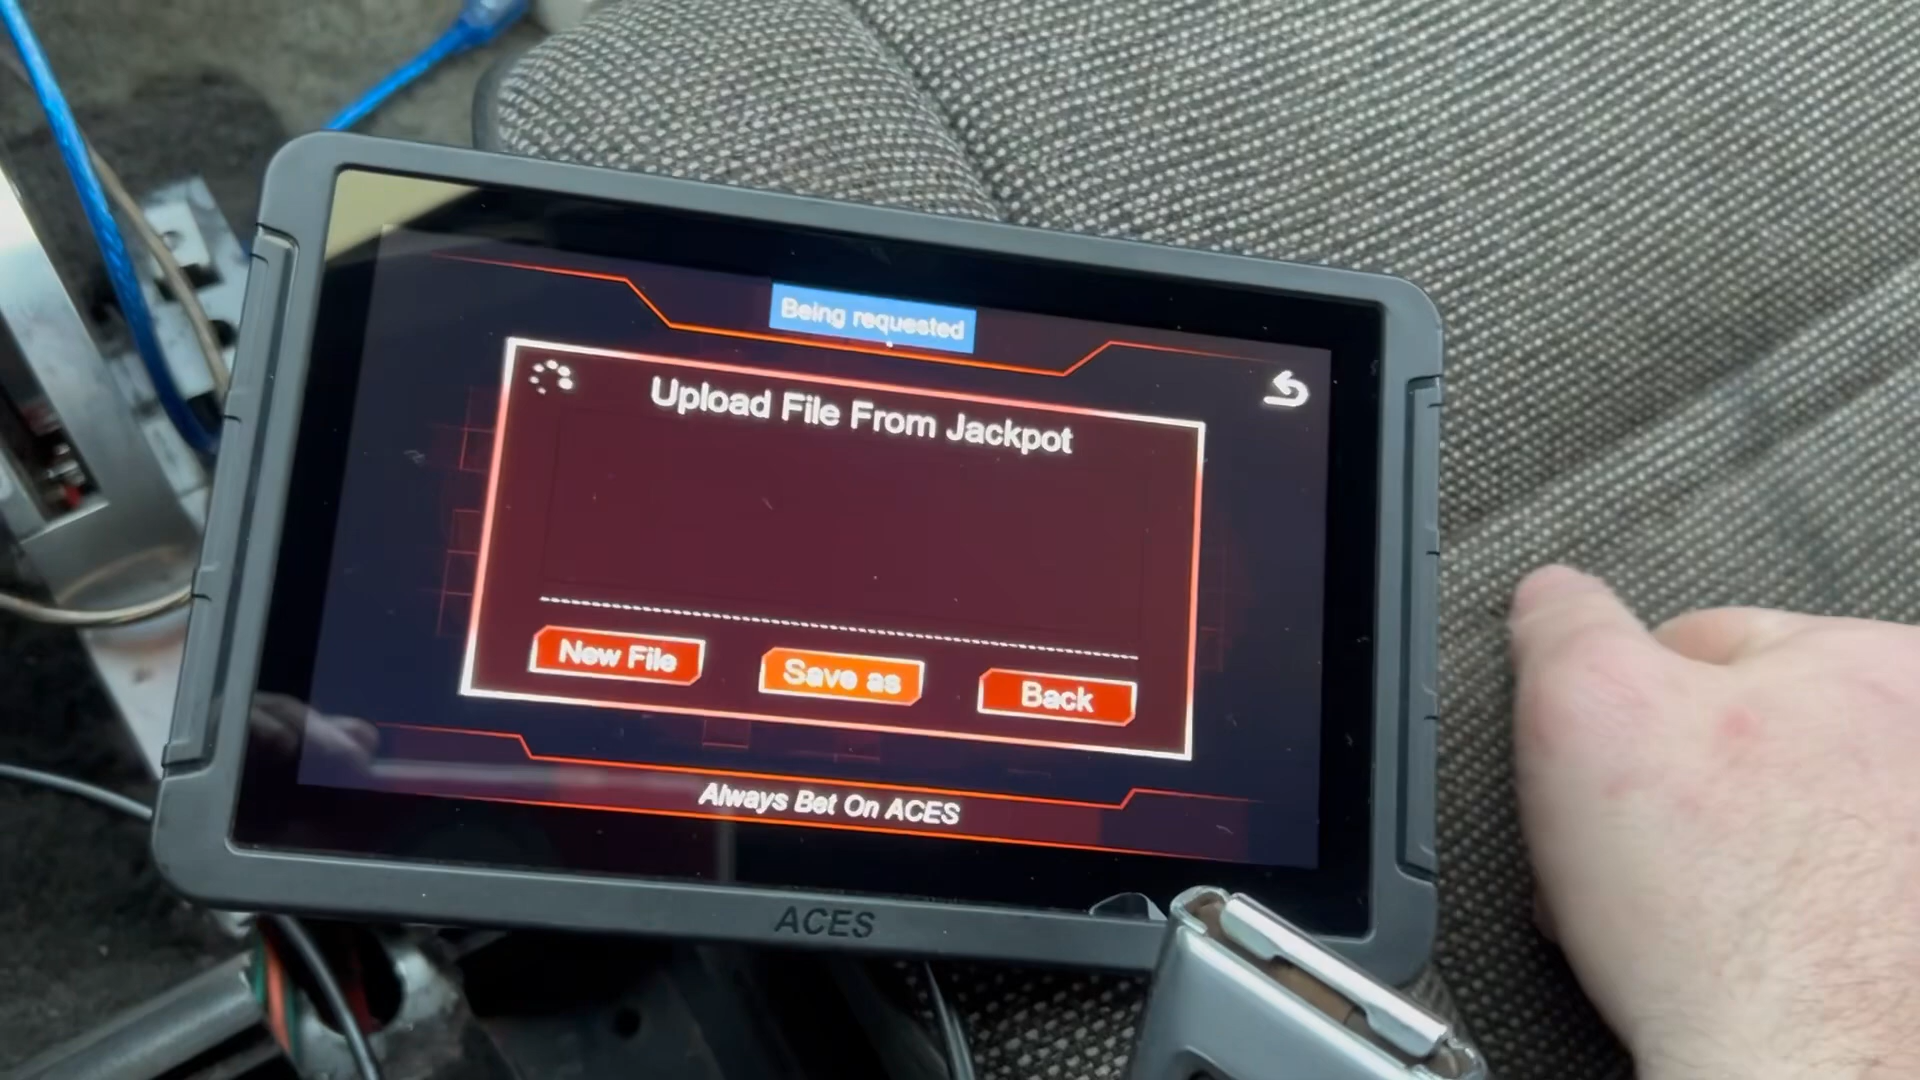 Being requested
Upload File From Jackpot
New File
Save as
Back
Always Bet On ACES
ACES